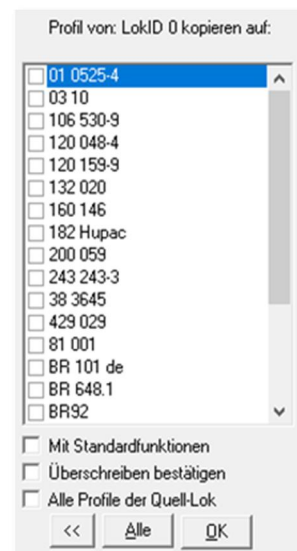 Profil von: LokID 0 kopieren auf:
01 0525-4
03 10
106 530-9
120 048-4
120 159-9
132 020
160 146
182 Hupac
200 059
243 243-3
38 3645
429 029
81 001
BR 101 de
BR 648.1
BR92
Mit Standardfunktionen
Überschreiben bestätigen
Alle Profile der Quell-Lok
<< Alle OK